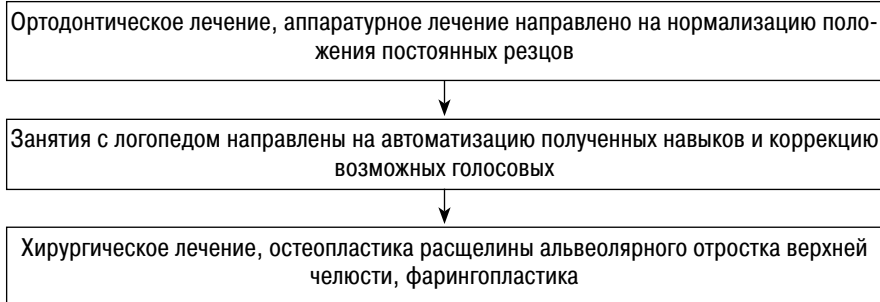 Ортодонтическое лечение, аппаратурное лечение направлено на нормализацию поло-
жения постоянных резцов
Занятия с логопедом направлены на автоматизацию полученных навыков и коррекцию
возможных голосовых
Хирургическое лечение, остеопластика расщелины альвеолярного отростка верхней
челюсти, фарингопластика